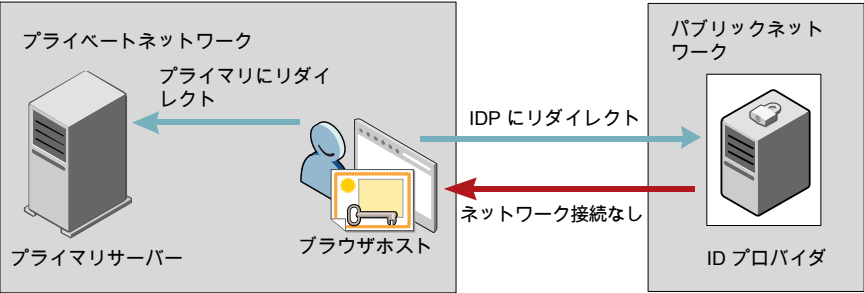 プライベートネットワーク
プライマリにリダイ
レクト
プライマリサーバー
ブラウザホスト
IDP にリダイレクト
ネットワーク接続なし
パブリックネット
ワーク
ID プロバイダ